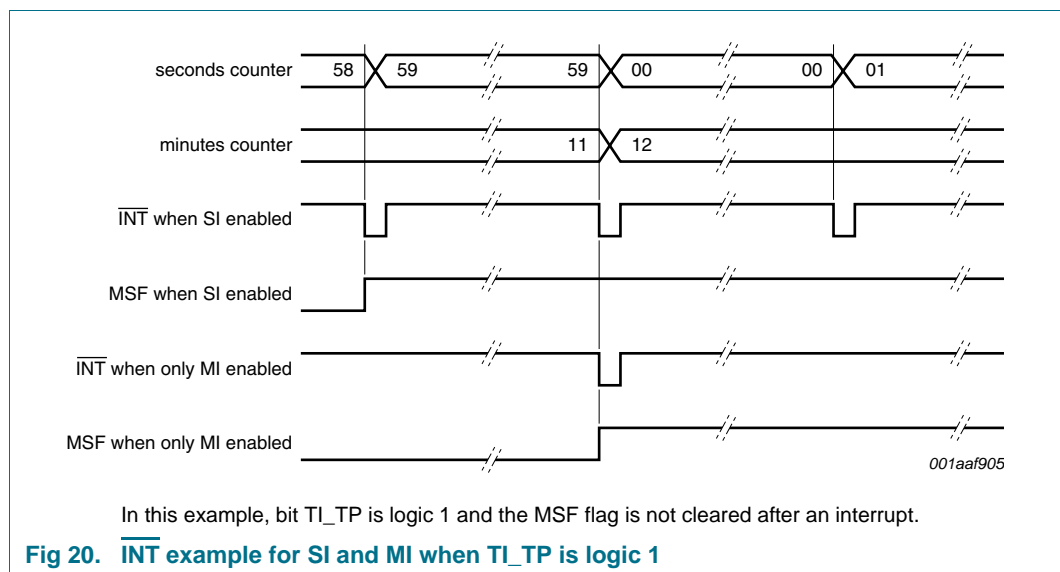 seconds counter 58 59 59 00 00 01
minutes counter 11 12
INT when SI enabled
MSF when SI enabled
INT when only MI enabled
MSF when only MI enabled
001aaf905
In this example, bit TI_TP is logic 1 and the MSF flag is not cleared after an interrupt.
Fig 20. INT example for SI and MI when TI_TP is logic 1